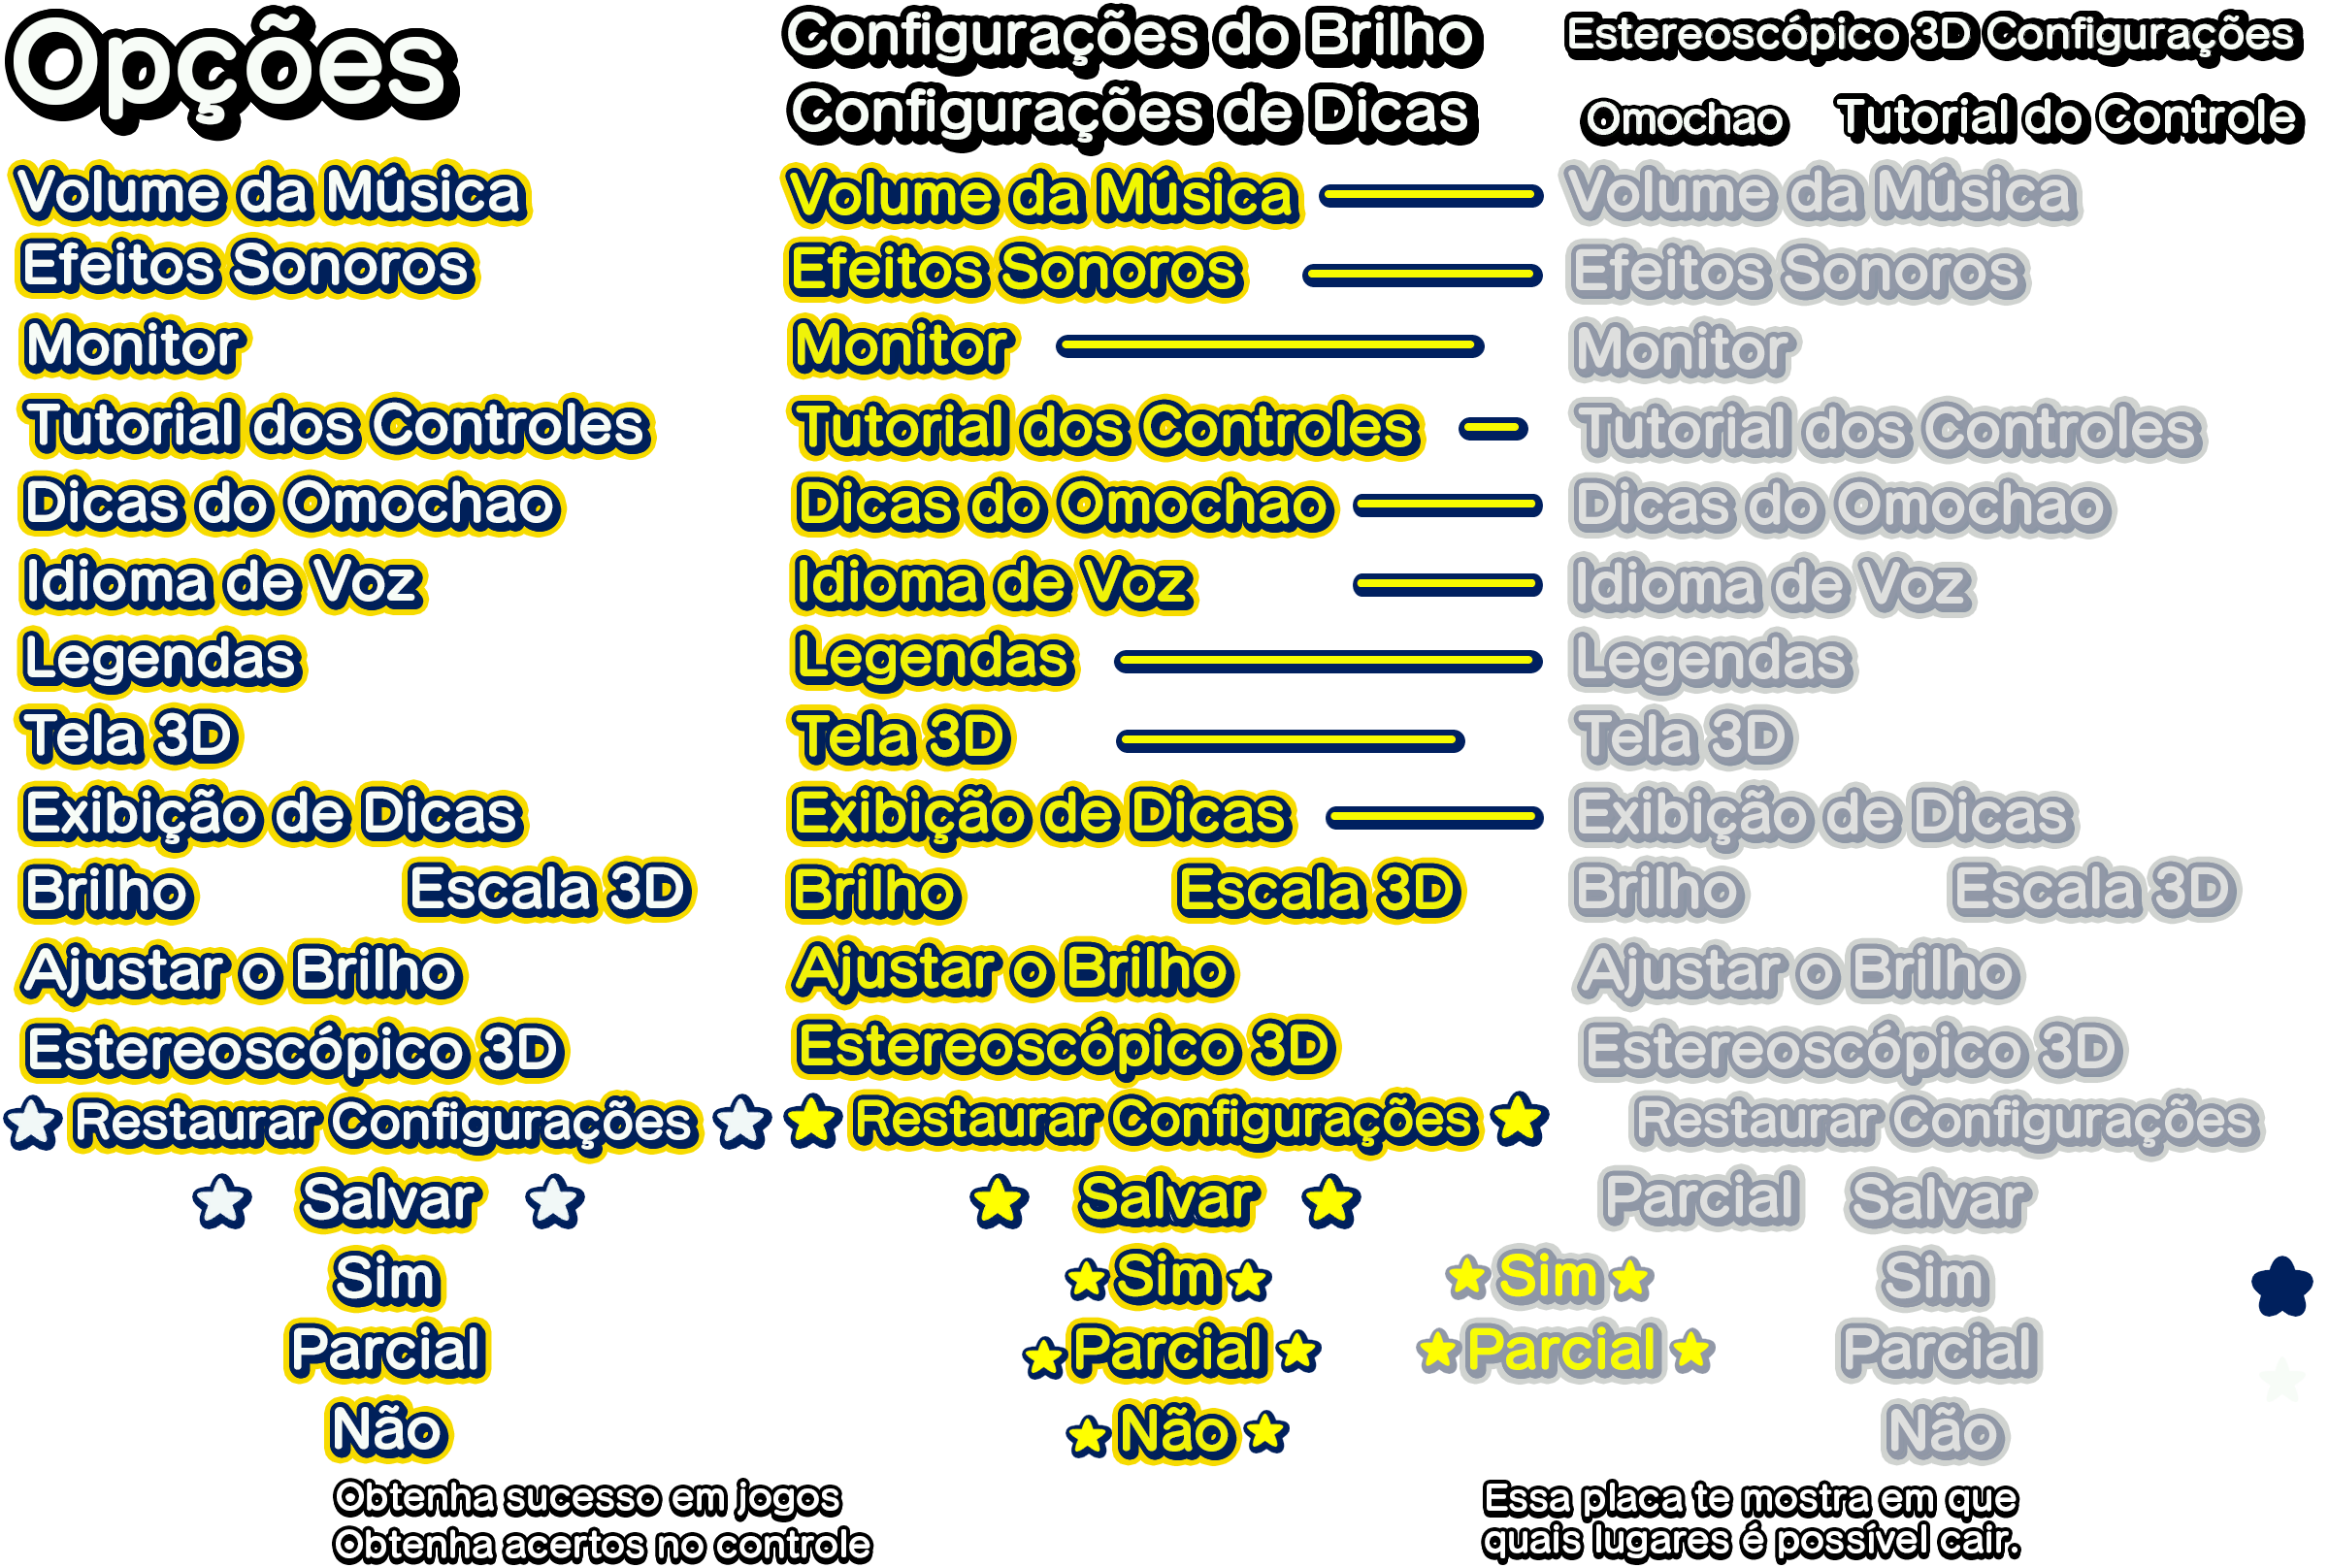 Opções
Configurações do Brilho
Configurações de Dicas
Estereoscópico 3D Configurações
Omochao
Tutorial do Controle
Volume da Música
Volume da Música
Volume da Música
Efeitos Sonoros
Efeitos Sonoros
Efeitos Sonoros
Monitor
Monitor
Monitor
Tutorial dos Controles
Tutorial dos Controles
Tutorial dos Controles
Dicas do Omochao
Dicas do Omochao
Dicas do Omochao
Idioma de Voz
Idioma de Voz
Idioma de Voz
Legendas
Legendas
Legendas
Tela 3D
Tela 3D
Tela 3D
Exibição de Dicas
Exibição de Dicas
Exibição de Dicas
Brilho
Escala 3D
Brilho
Escala 3D
Brilho
Escala 3D
Ajustar o Brilho
Ajustar o Brilho
Ajustar o Brilho
Estereoscópico 3D
Estereoscópico 3D
Estereoscópico 3D
Restaurar Configurações
Restaurar Configurações
Restaurar Configurações
Salvar
Salvar
Parcial
Salvar
Sim
Sim
Sim
Sim
Parcial
Parcial
Parcial
Parcial
Não
Não
Não
Obtenha sucesso em jogos
Obtenha acertos no controle
Essa placa te mostra em que
quais lugares é possível cair.